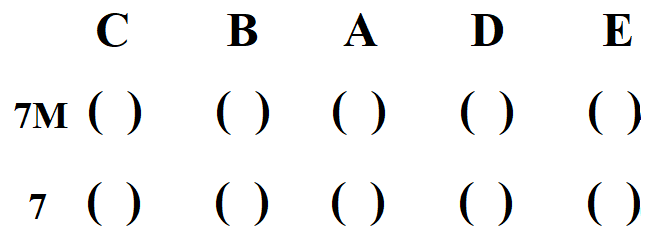 C B A D E
7M ( ) ( ) ( ) ( ) ( )
7 ( ) ( ) ( ) ( ) ( )